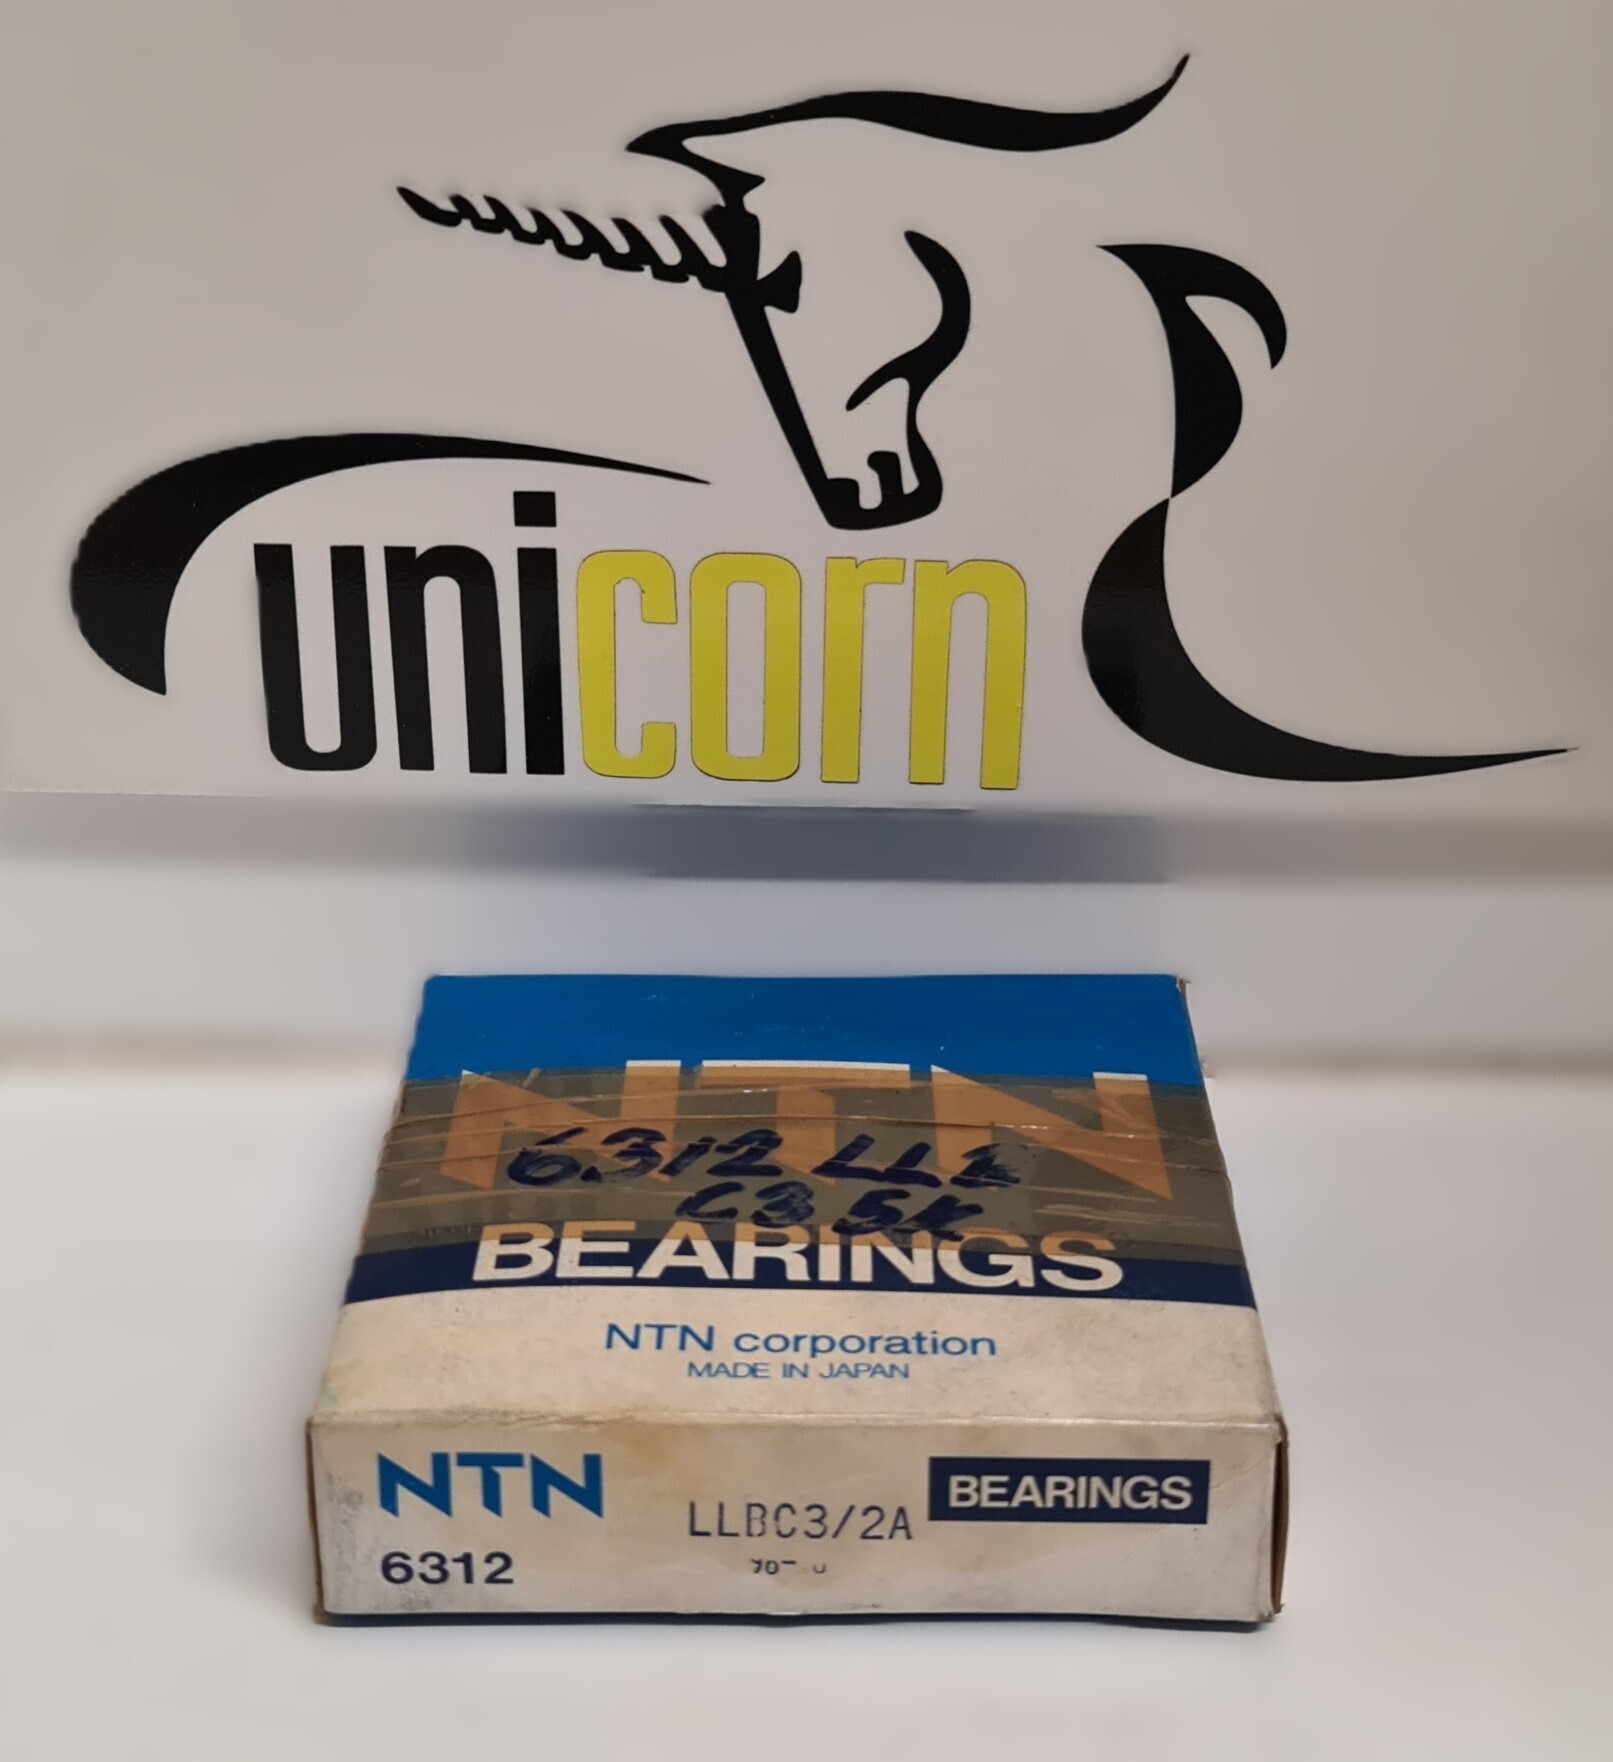 unicorn
NTN
6312 LLE
C3 5K
BEARINGS
NTN corporation
MADE IN JAPAN
NTN
BEARINGS
LLBC3/2A
6312